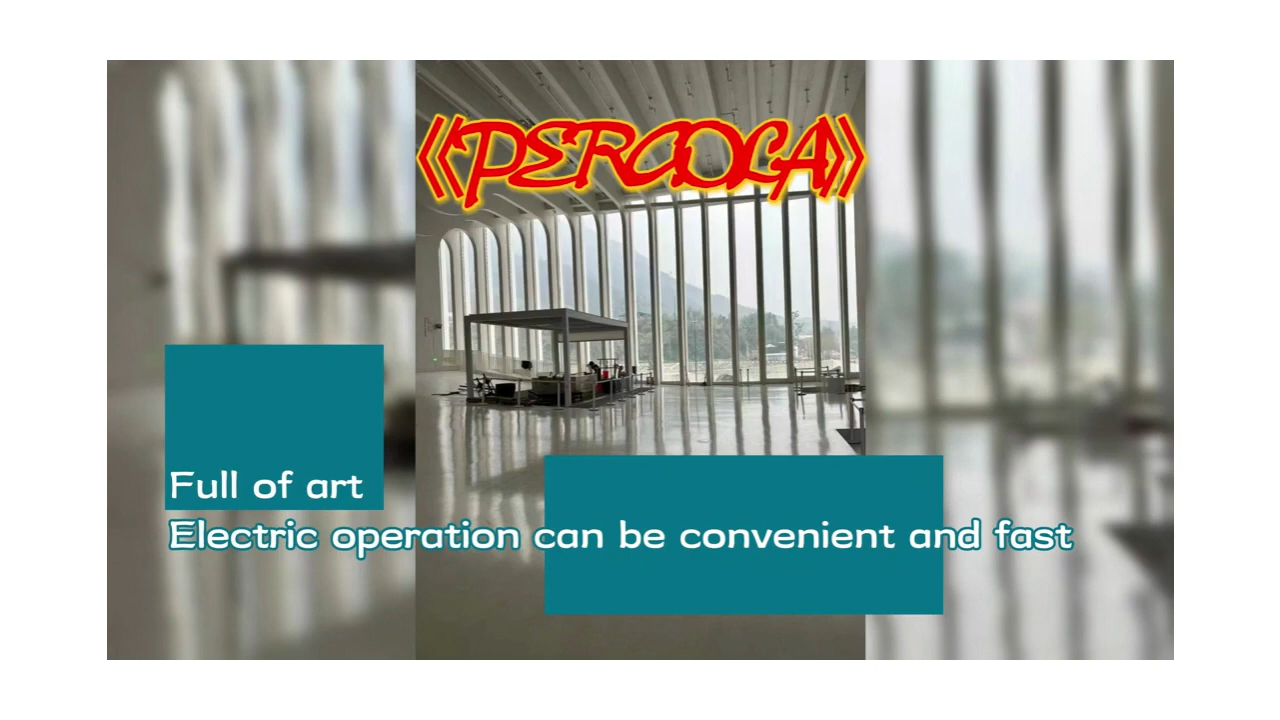 《PERGOLA》
Full of art
Electric operation can be convenient and fast